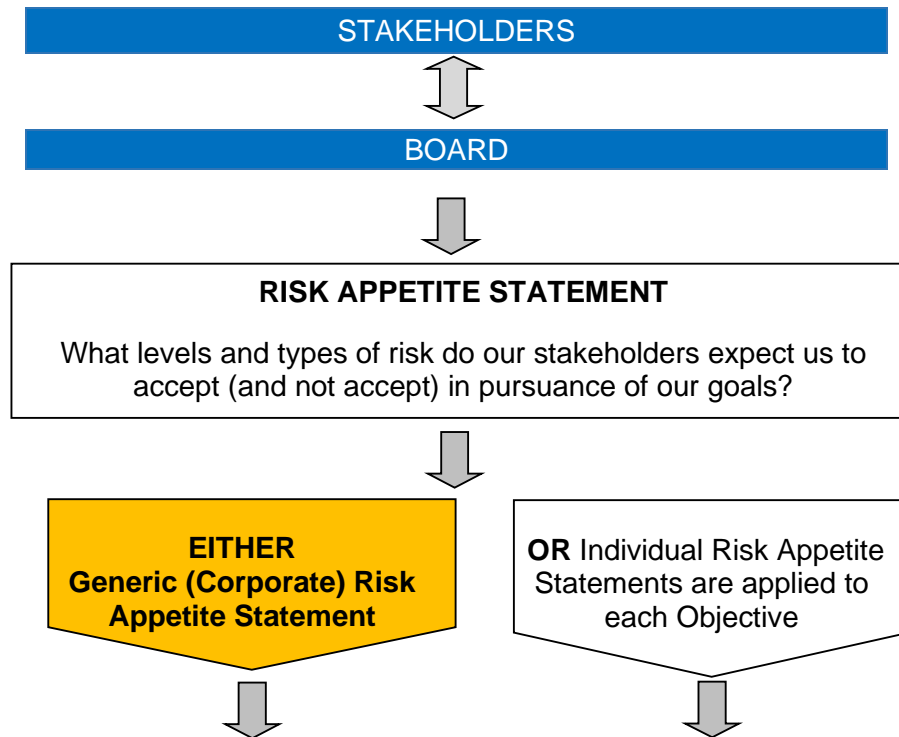 STAKEHOLDERS
BOARD
RISK APPETITE STATEMENT
What levels and types of risk do our stakeholders expect us to
accept (and not accept) in pursuance of our goals?
EITHER
Generic (Corporate) Risk
Appetite Statement
OR Individual Risk Appetite
Statements are applied to
each Objective